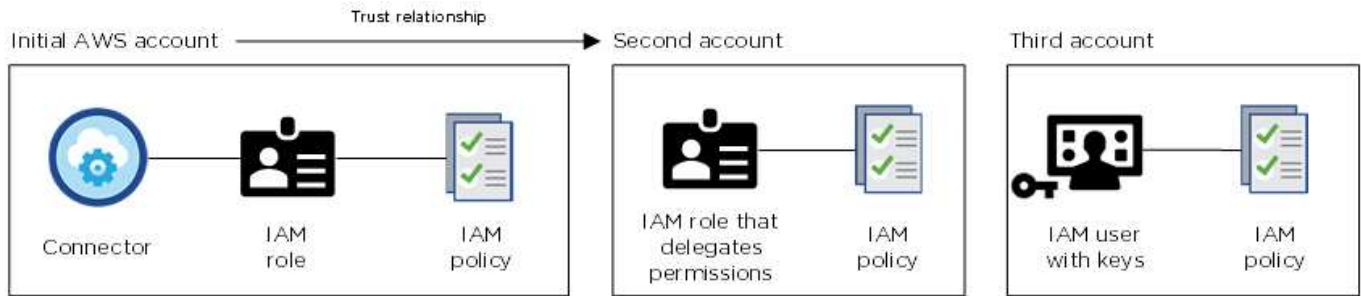 Trust relationship
Initial AWS account
Second account
Third account
Connector
IAM
role
IAM
policy
IAM role that
delegates
permissions
IAM
policy
IAM user
with keys
IAM
policy